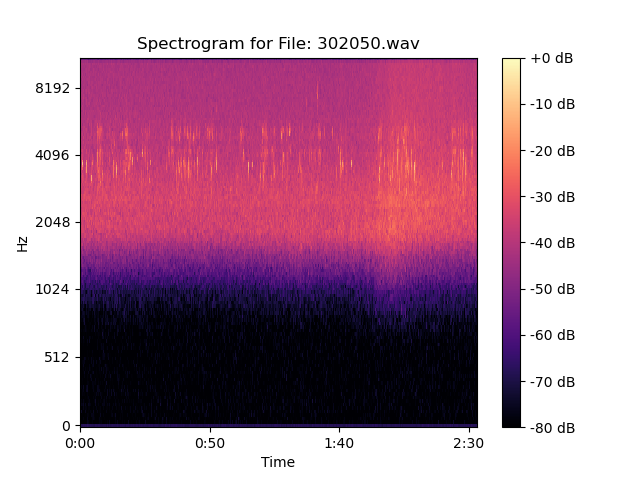 Spectrogram for File: 302050.wav
8192
4096
2048
1024
512
0
Hz
0:00
0:50
1:40
2:30
Time
+0 dB
-10 dB
-20 dB
-30 dB
-40 dB
-50 dB
-60 dB
-70 dB
-80 dB